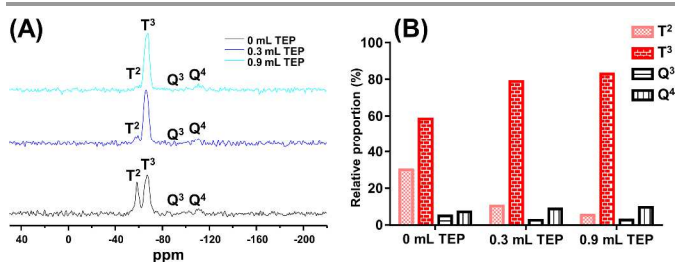 (A)
T³
0 mL TEP
0.3 mL TEP
0.9 mL TEP
T²
Q³ Q⁴
T²
Q³ Q⁴
T² T³
Q³ Q⁴
40 0 -40 -80 -120 -160 -200
ppm
(B)
T²
T³
Q³
Q⁴
Relative proportion (%)
100
80
60
40
20
0
0 mL TEP 0.3 mL TEP 0.9 mL TEP